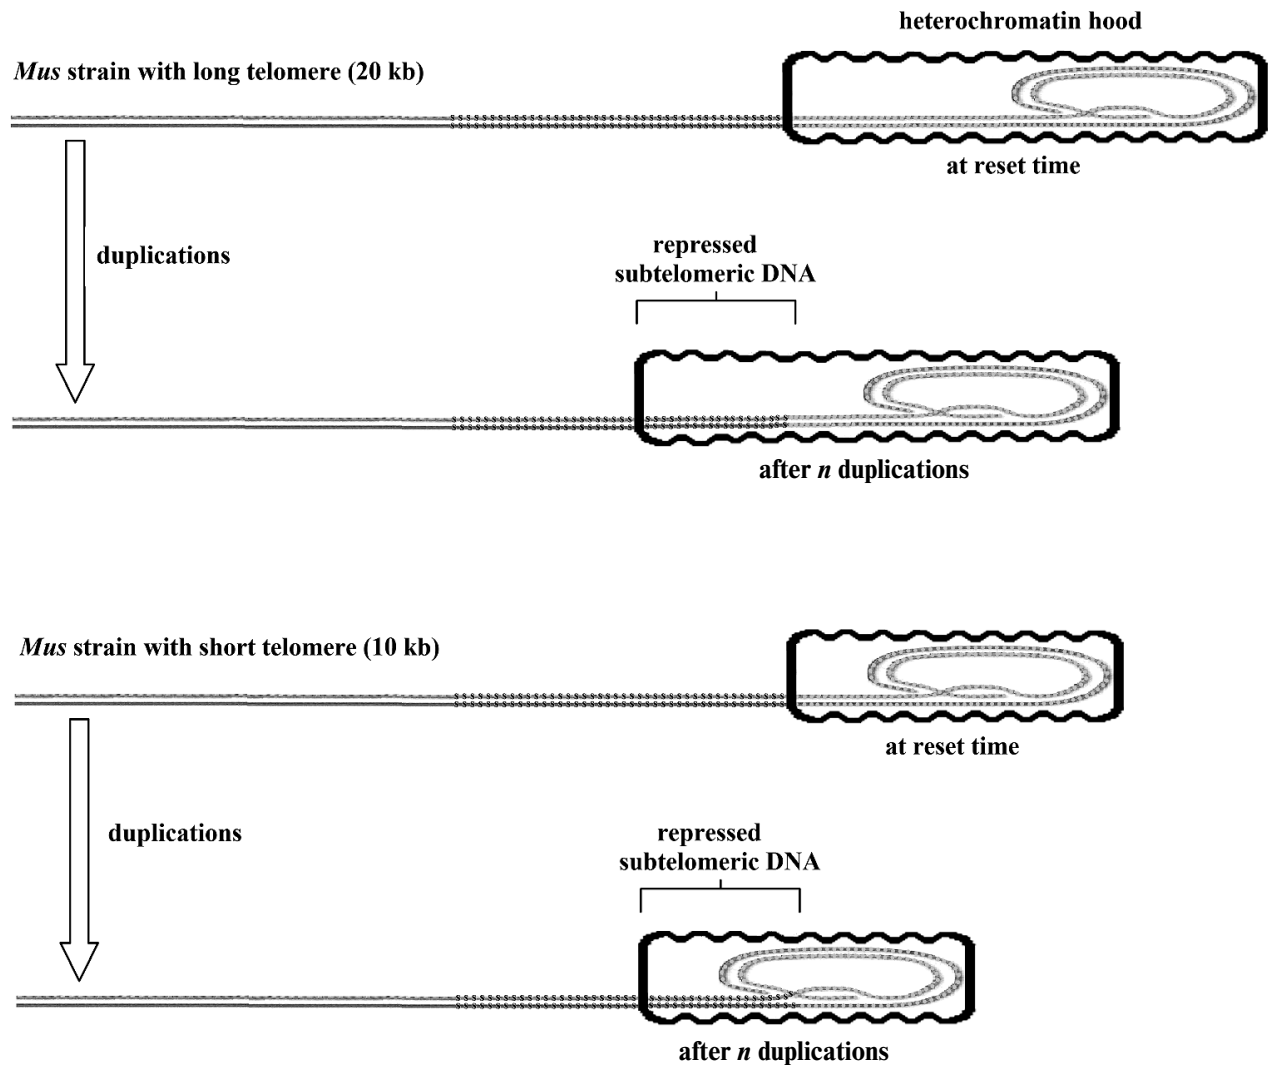 heterochromatin hood
Mus strain with long telomere (20 kb)
at reset time
duplications
repressed
subtelomeric DNA
after n duplications
Mus strain with short telomere (10 kb)
at reset time
duplications
repressed
subtelomeric DNA
after n duplications